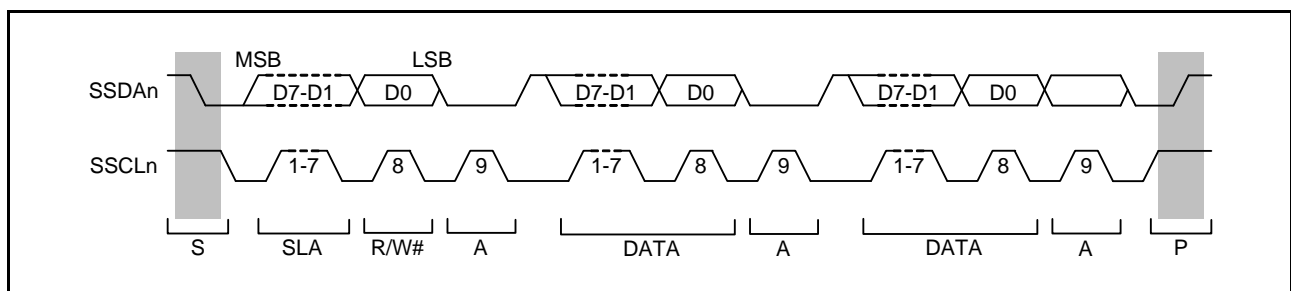 MSB LSB
SSDAn D7-D1 D0 D7-D1 D0 D7-D1 D0
SSCLn 1-7 8 9 1-7 8 9 1-7 8 9
S SLA R/W# A DATA A DATA A P